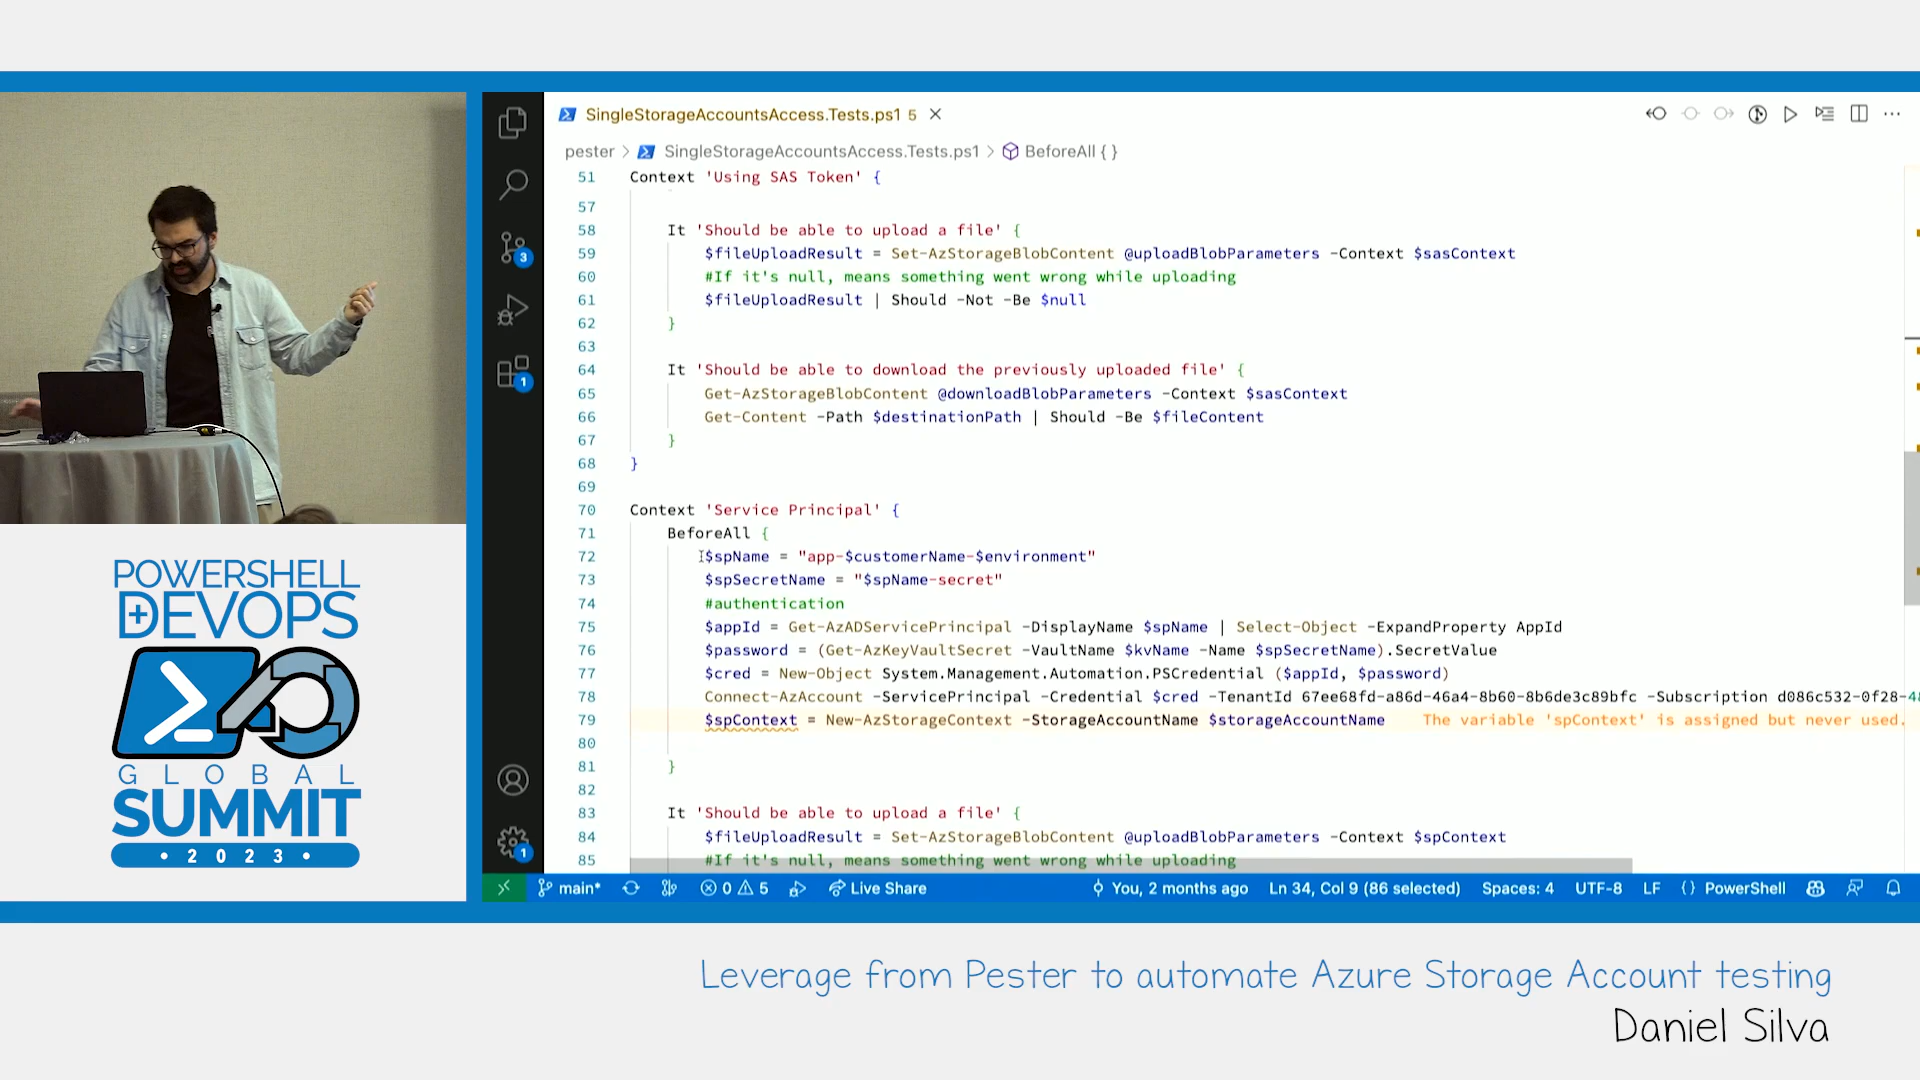 SingleStorageAccountsAccess.Tests.ps1 5
pester > SingleStorageAccountsAccess.Tests.ps1 > BeforeAll { }
51 Context 'Using SAS Token' {
57
58 It 'Should be able to upload a file' {
59 $fileUploadResult = Set-AzStorageBlobContent @uploadBlobParameters -Context $sasContext
60 #If it's null, means something went wrong while uploading
61 $fileUploadResult | Should -Not -Be $null
62 }
63
64 It 'Should be able to download the previously uploaded file' {
65 Get-AzStorageBlobContent @downloadBlobParameters -Context $sasContext
66 Get-Content -Path $destinationPath | Should -Be $fileContent
67 }
68 }
69
70 Context 'Service Principal' {
71 BeforeAll {
72 $spName = "app-$customerName-$environment"
73 $spSecretName = "$spName-secret"
74 #authentication
75 $appId = Get-AzADServicePrincipal -DisplayName $spName | Select-Object -ExpandProperty AppId
76 $password = (Get-AzKeyVaultSecret -VaultName $kvName -Name $spSecretName).SecretValue
77 $cred = New-Object System.Management.Automation.PSCredential ($appId, $password)
78 Connect-AzAccount -ServicePrincipal -Credential $cred -TenantId 67ee68fd-a86d-46a4-8b60-8b6de3c89bfc -Subscription d086c532-0f28-48
79 $spContext = New-AzStorageContext -StorageAccountName $storageAccountName The variable 'spContext' is assigned but never used.
80
81 }
82
83 It 'Should be able to upload a file' {
84 $fileUploadResult = Set-AzStorageBlobContent @uploadBlobParameters -Context $spContext
85 #If it's null, means something went wrong while uploading
3
1
1
main* 0 5 Live Share You, 2 months ago Ln 34, Col 9 (86 selected) Spaces: 4 UTF-8 LF {} PowerShell
POWERSHELL
+DEVOPS
GLOBAL
SUMMIT
• 2023 •
Leverage from Pester to automate Azure Storage Account testing
Daniel Silva